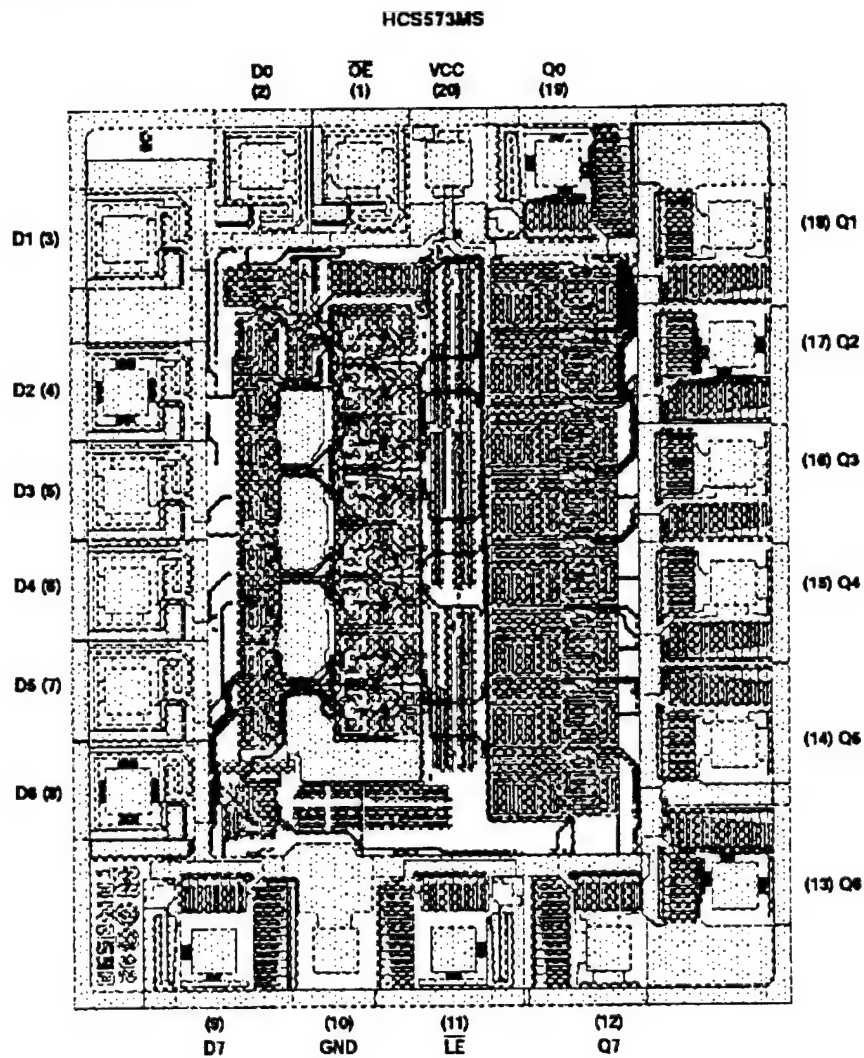 HCS573MS
D0 OE VCC Q0
(2) (1) (20) (19)
D1 (3)
(18) Q1
(17) Q2
D2 (4)
(16) Q3
D3 (5)
D4 (6)
(15) Q4
D5 (7)
(14) Q5
D6 (8)
(13) Q6
(9) (10) (11) (12)
D7 GND LE Q7